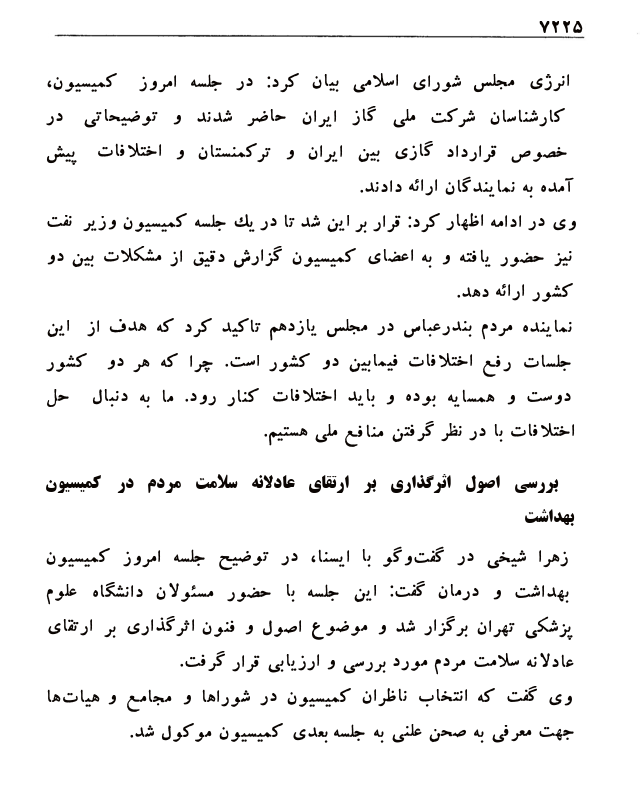 ۷۲۲۵
انرژی مجلس شورای اسلامی بیان کرد: در جلسه امروز کمیسیون،
کارشناسان شرکت ملی گاز ایران حاضر شدند و توضیحاتی در
خصوص قرارداد گازی بین ایران و ترکمنستان و اختلافات پیش
آمده به نمایندگان ارائه دادند.
وی در ادامه اظهار کرد: قرار بر این شد تا در یك جلسه کمیسیون وزیر نفت
نیز حضور یافته و به اعضای کمیسیون گزارش دقیق از مشکلات بین دو
کشور ارائه دهد.
نماینده مردم بندرعباس در مجلس یازدهم تاکید کرد که هدف از این
جلسات رفع اختلافات فیمابین دو کشور است. چرا که هر دو کشور
دوست و همسایه بوده و باید اختلافات کنار رود. ما به دنبال حل
اختلافات با در نظر گرفتن منافع ملی هستیم.
بررسی اصول اثرگذاری بر ارتقای عادلانه سلامت مردم در کمیسیون
بهداشت
زهرا شیخی در گفت‌وگو با ایسنا، در توضیح جلسه امروز کمیسیون
بهداشت و درمان گفت: این جلسه با حضور مسئولان دانشگاه علوم
پزشکی تهران برگزار شد و موضوع اصول و فنون اثرگذاری بر ارتقای
عادلانه سلامت مردم مورد بررسی و ارزیابی قرار گرفت.
وی گفت که انتخاب ناظران کمیسیون در شوراها و مجامع و هیات‌ها
جهت معرفی به صحن علنی به جلسه بعدی کمیسیون موکول شد.